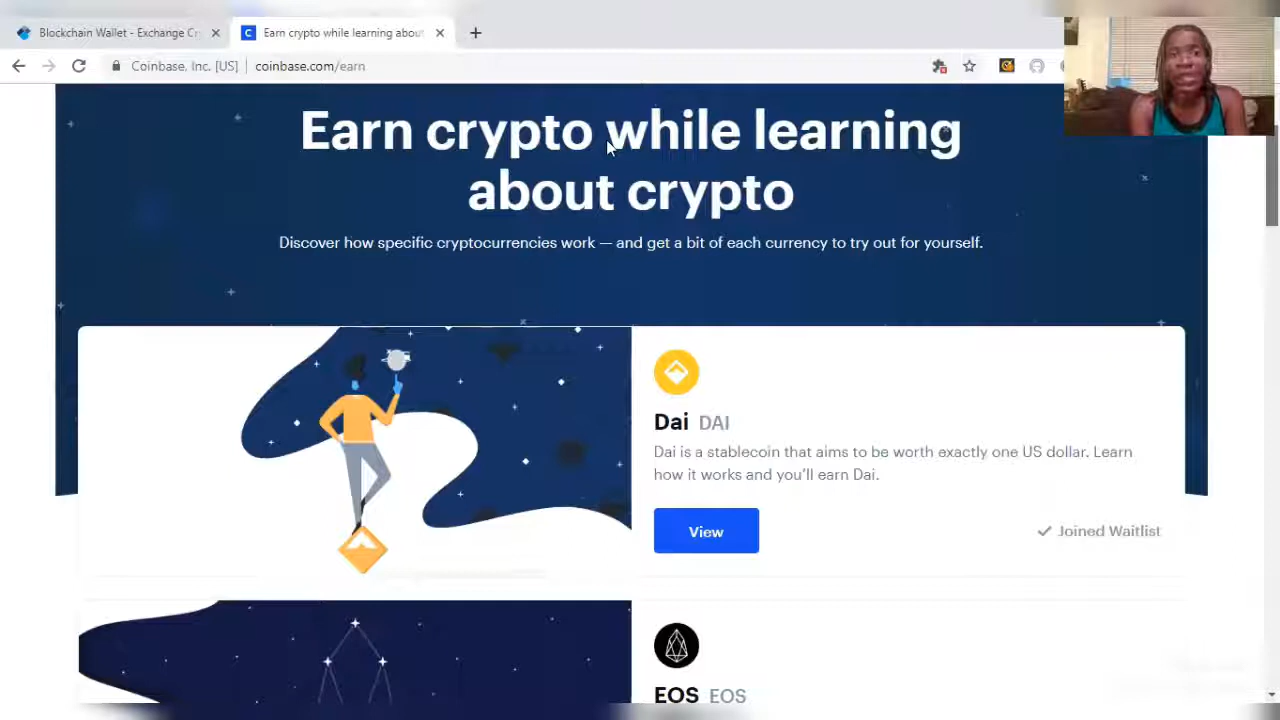 Blockchain Wallet - Exchange Cr
Earn crypto while learning about
Coinbase, Inc. [US]
coinbase.com/earn
Earn crypto while learning
about crypto
Discover how specific cryptocurrencies work — and get a bit of each currency to try out for yourself.
Dai DAI
Dai is a stablecoin that aims to be worth exactly one US dollar. Learn
how it works and you'll earn Dai.
View
Joined Waitlist
EOS EOS